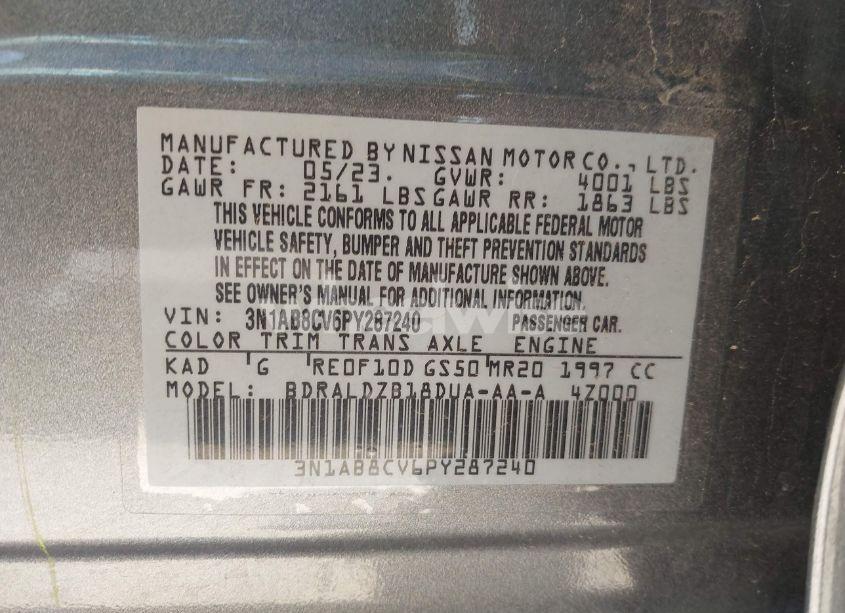 MANUFACTURED BY NISSAN MOTOR CO., LTD.
DATE: 05/23. GVWR: 4001 LBS
GAWR FR: 2161 LBS GAWR RR: 1863 LBS
THIS VEHICLE CONFORMS TO ALL APPLICABLE FEDERAL MOTOR
VEHICLE SAFETY, BUMPER AND THEFT PREVENTION STANDARDS
IN EFFECT ON THE DATE OF MANUFACTURE SHOWN ABOVE.
SEE OWNER'S MANUAL FOR ADDITIONAL INFORMATION.
VIN: 3N1AB8CV6PY287240 PASSENGER CAR.
COLOR TRIM TRANS AXLE ENGINE
KAD G RE0F10D GS50 MR20 1997 CC
MODEL: BDRALDZB18DUA-AA-A 4Z000
3N1AB8CV6PY287240